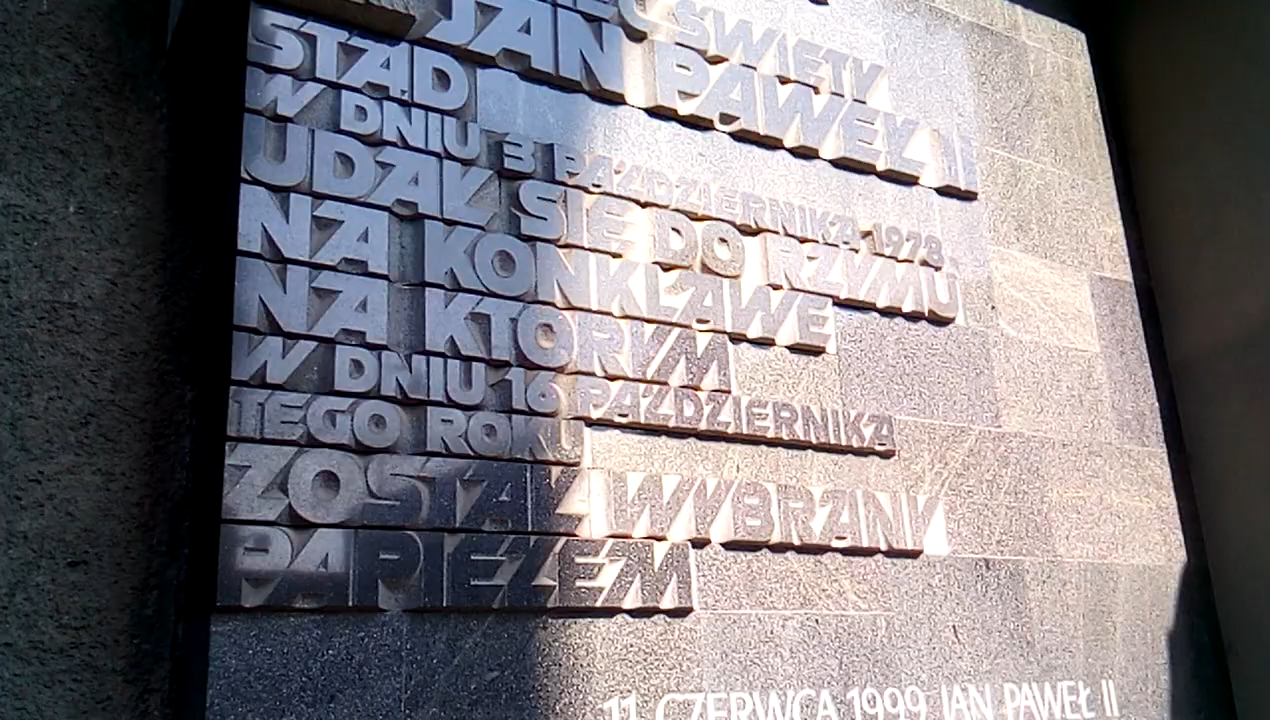 ŚWIĘTY
JAN PAWEŁ II
STĄD
W DNIU 3 PAŹDZIERNIKA 1978
UDAŁ SIĘ DO RZYMU
NA KONKLAWE
NA KTÓRYM
W DNIU 16 PAŹDZIERNIKA
TEGO ROKU
ZOSTAŁ WYBRANY
PAPIEŻEM
11 CZERWCA 1999 JAN PAWEŁ II